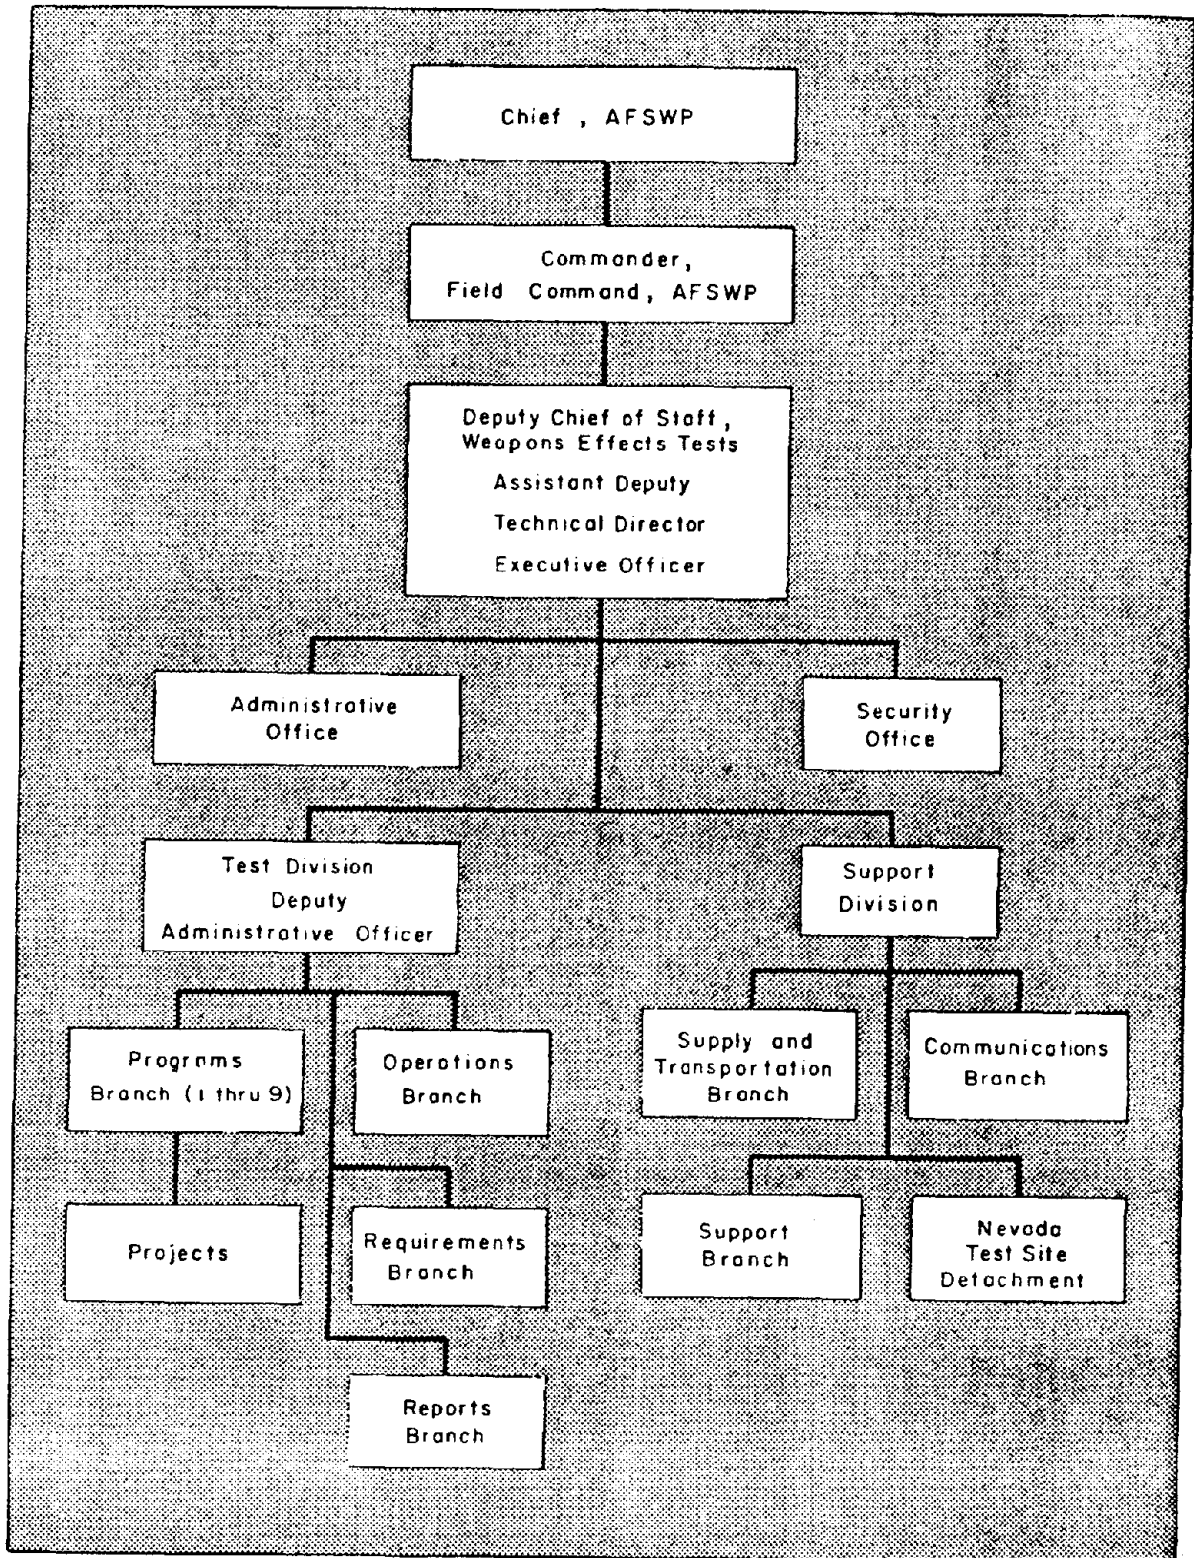 Chief , AFSWP
Commander,
Field Command, AFSWP
Deputy Chief of Staff,
Weapons Effects Tests
Assistant Deputy
Technical Director
Executive Officer
Administrative
Office
Security
Office
Test Division
Deputy
Administrative Officer
Support
Division
Programs
Branch (1 thru 9)
Operations
Branch
Supply and
Transportation
Branch
Communications
Branch
Projects
Requirements
Branch
Support
Branch
Nevada
Test Site
Detachment
Reports
Branch